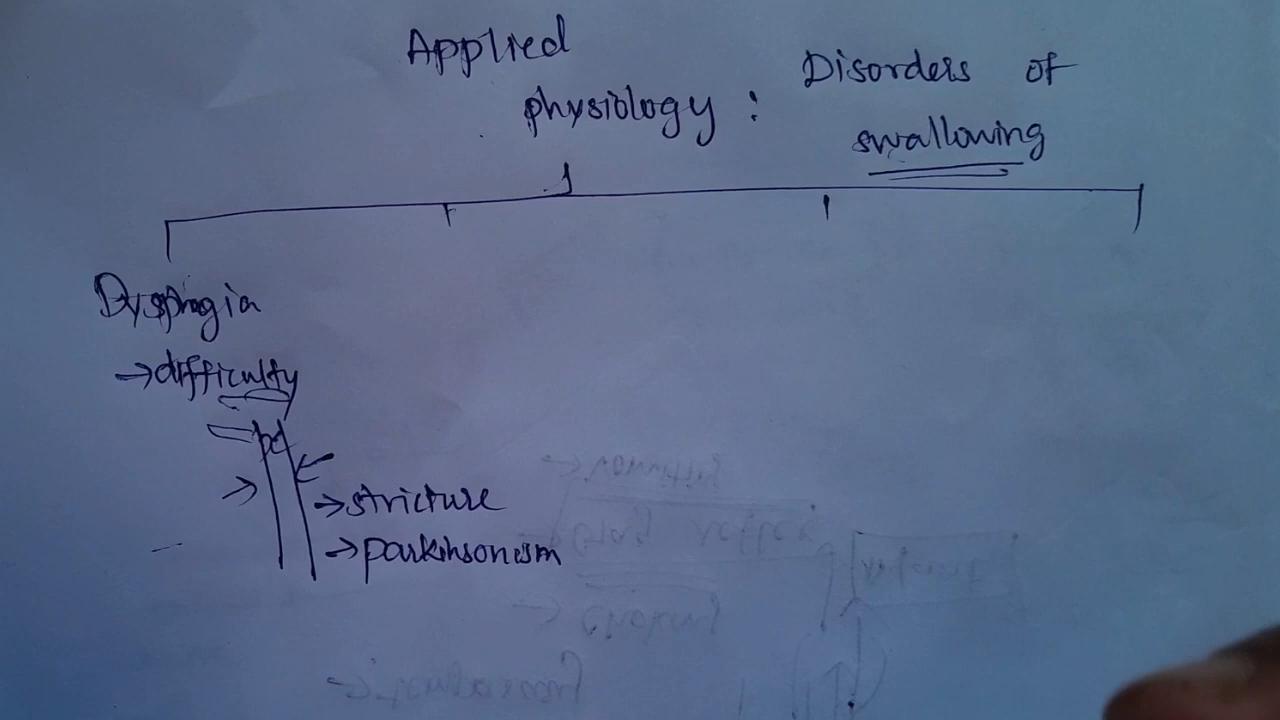 Applied
physiology : Disorders of
swallowing
Dysphagia
→difficulty
→stricture
→parkinsonism